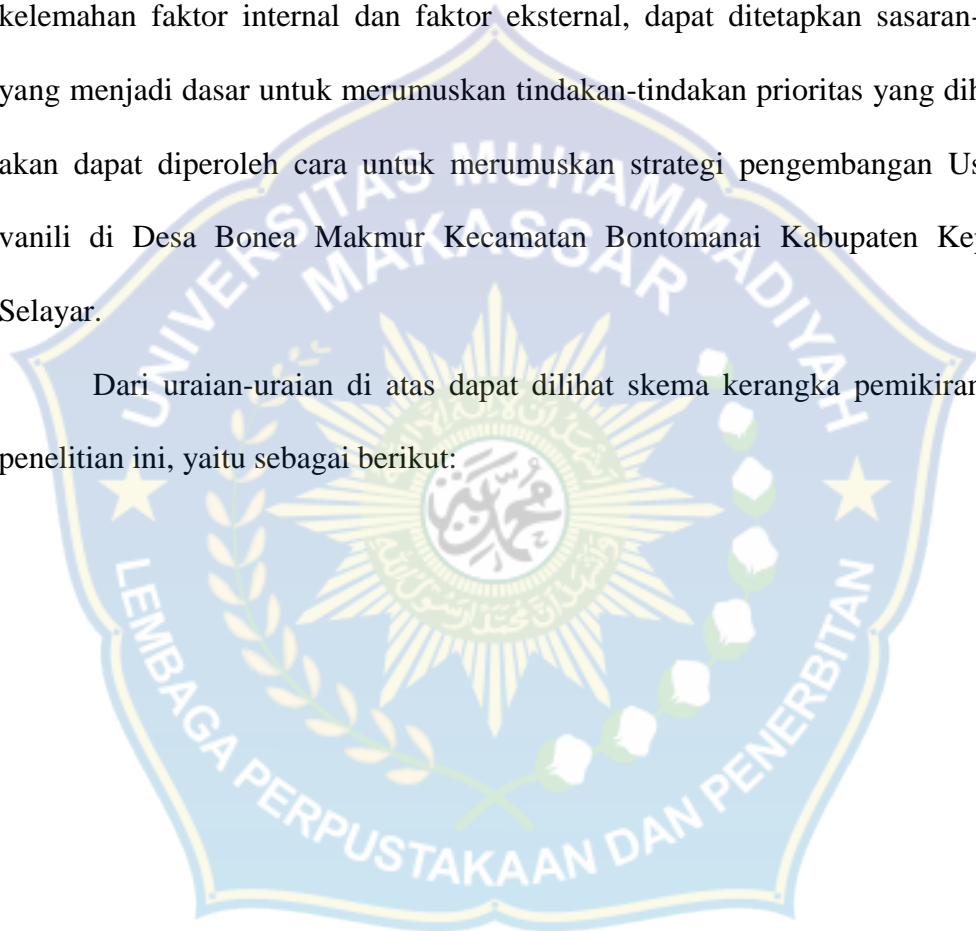 kelemahan faktor internal dan faktor eksternal, dapat ditetapkan sasaran-
yang menjadi dasar untuk merumuskan tindakan-tindakan prioritas yang
akan dapat diperoleh cara untuk merumuskan strategi pengembangan
vanili di Desa Bonea Makmur Kecamatan Bontomanai Kabupaten
Selayar.
Dari uraian-uraian di atas dapat dilihat skema kerangka pemikiran
penelitian ini, yaitu sebagai berikut:
UNIVERSITAS MUHAMMADIYAH
MAKASSAR
LEMBAGA PERPUSTAKAAN DAN PENERBITAN